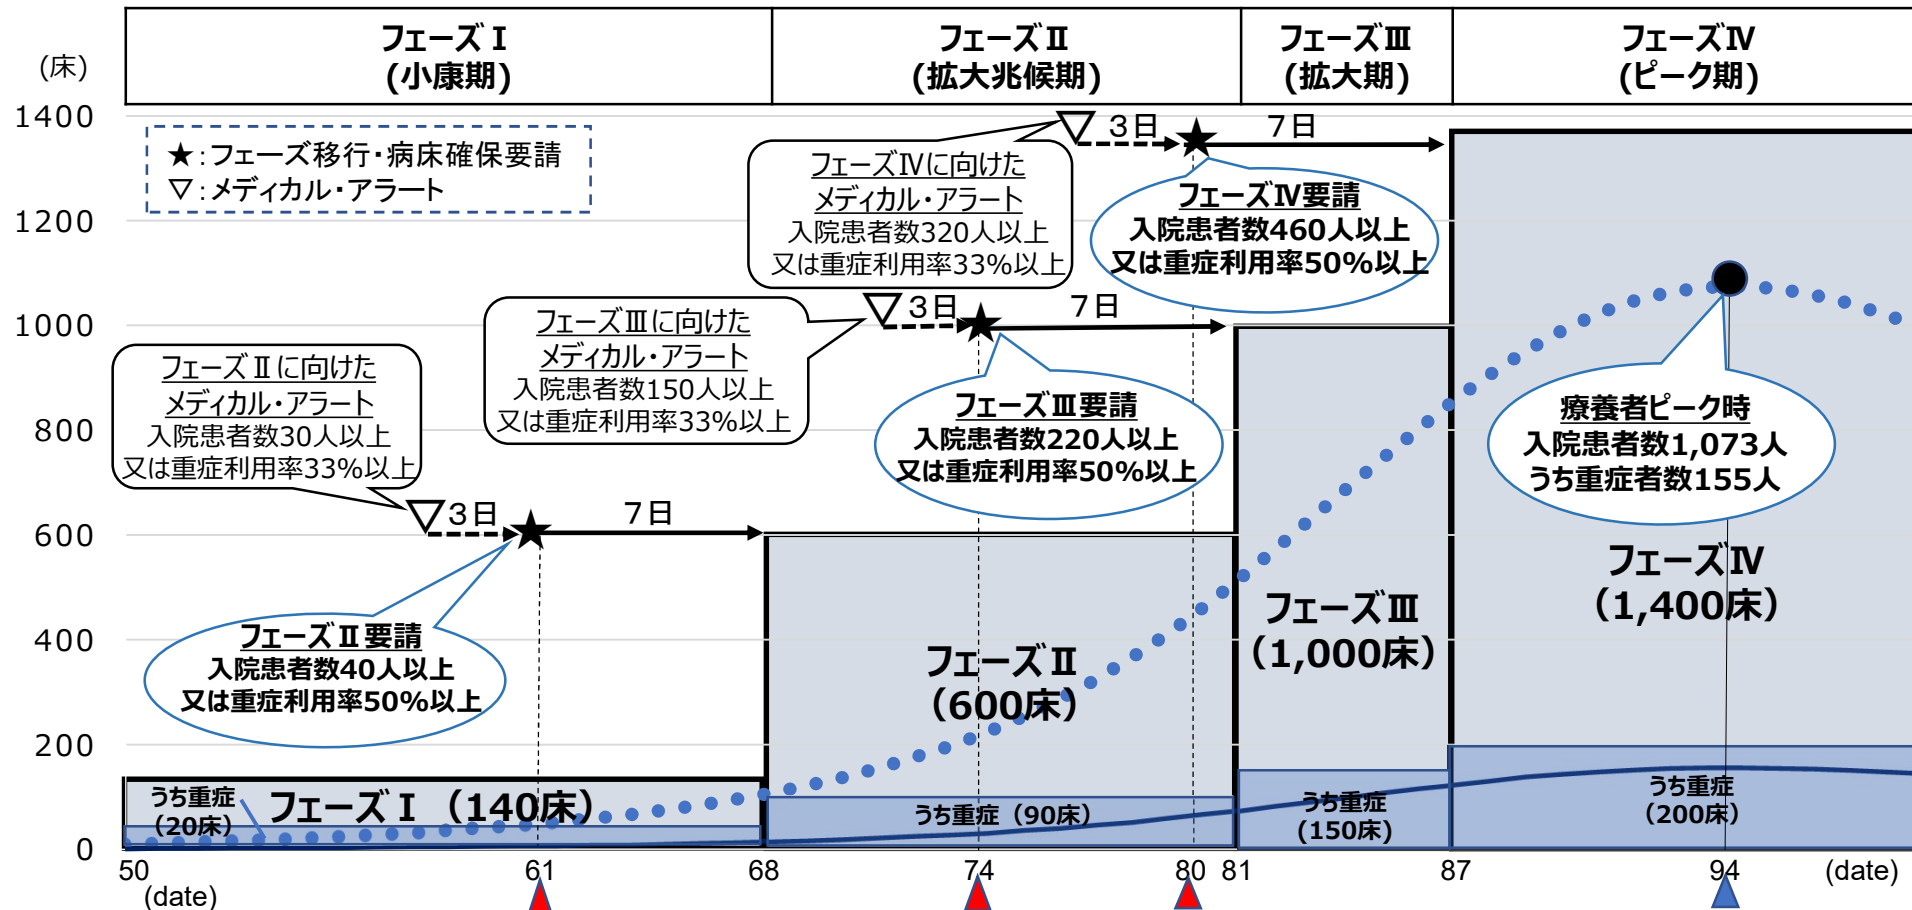 フェーズⅠ
(小康期)
フェーズⅡ
(拡大兆候期)
フェーズⅢ
(拡大期)
フェーズⅣ
(ピーク期)
(床)
1400
1200
1000
800
600
400
200
0
★:フェーズ移行・病床確保要請
▽:メディカル・アラート
フェーズⅣに向けた
メディカル・アラート
入院患者数320人以上
又は重症利用率33%以上
3日
7日
フェーズⅣ要請
入院患者数460人以上
又は重症利用率50%以上
フェーズⅢに向けた
メディカル・アラート
入院患者数150人以上
又は重症利用率33%以上
3日
7日
フェーズⅢ要請
入院患者数220人以上
又は重症利用率50%以上
フェーズⅡに向けた
メディカル・アラート
入院患者数30人以上
又は重症利用率33%以上
3日
7日
フェーズⅡ要請
入院患者数40人以上
又は重症利用率50%以上
療養者ピーク時
入院患者数1,073人
うち重症者数155人
フェーズⅠ(140床)
うち重症
(20床)
フェーズⅡ
(600床)
うち重症(90床)
フェーズⅢ
(1,000床)
うち重症
(150床)
フェーズⅣ
(1,400床)
うち重症
(200床)
50
61
68
74
80
81
87
94
(date)
(date)